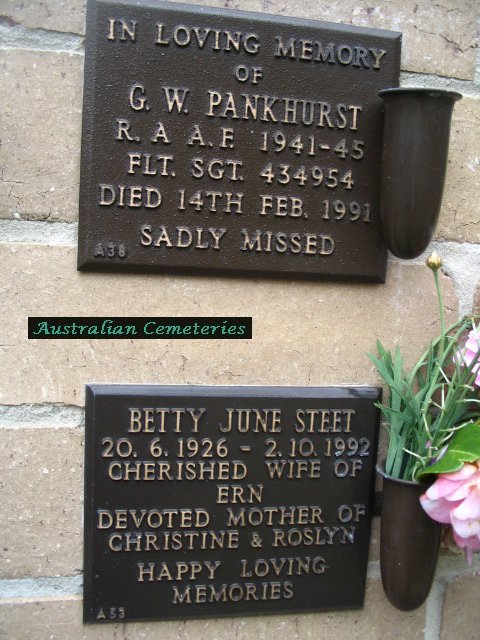 IN LOVING MEMORY
OF
G. W. PANKHURST
R. A A.F. 1941-45
FLT. SGT. 434954
DIED 14TH FEB. 1991
SADLY MISSED
A38
Australian Cemeteries
BETTY JUNE STEET
20. 6. 1926 - 2. 10. 1992
CHERISHED WIFE OF
ERN
DEVOTED MOTHER OF
CHRISTINE & ROSLYN
HAPPY LOVING
MEMORIES
A53